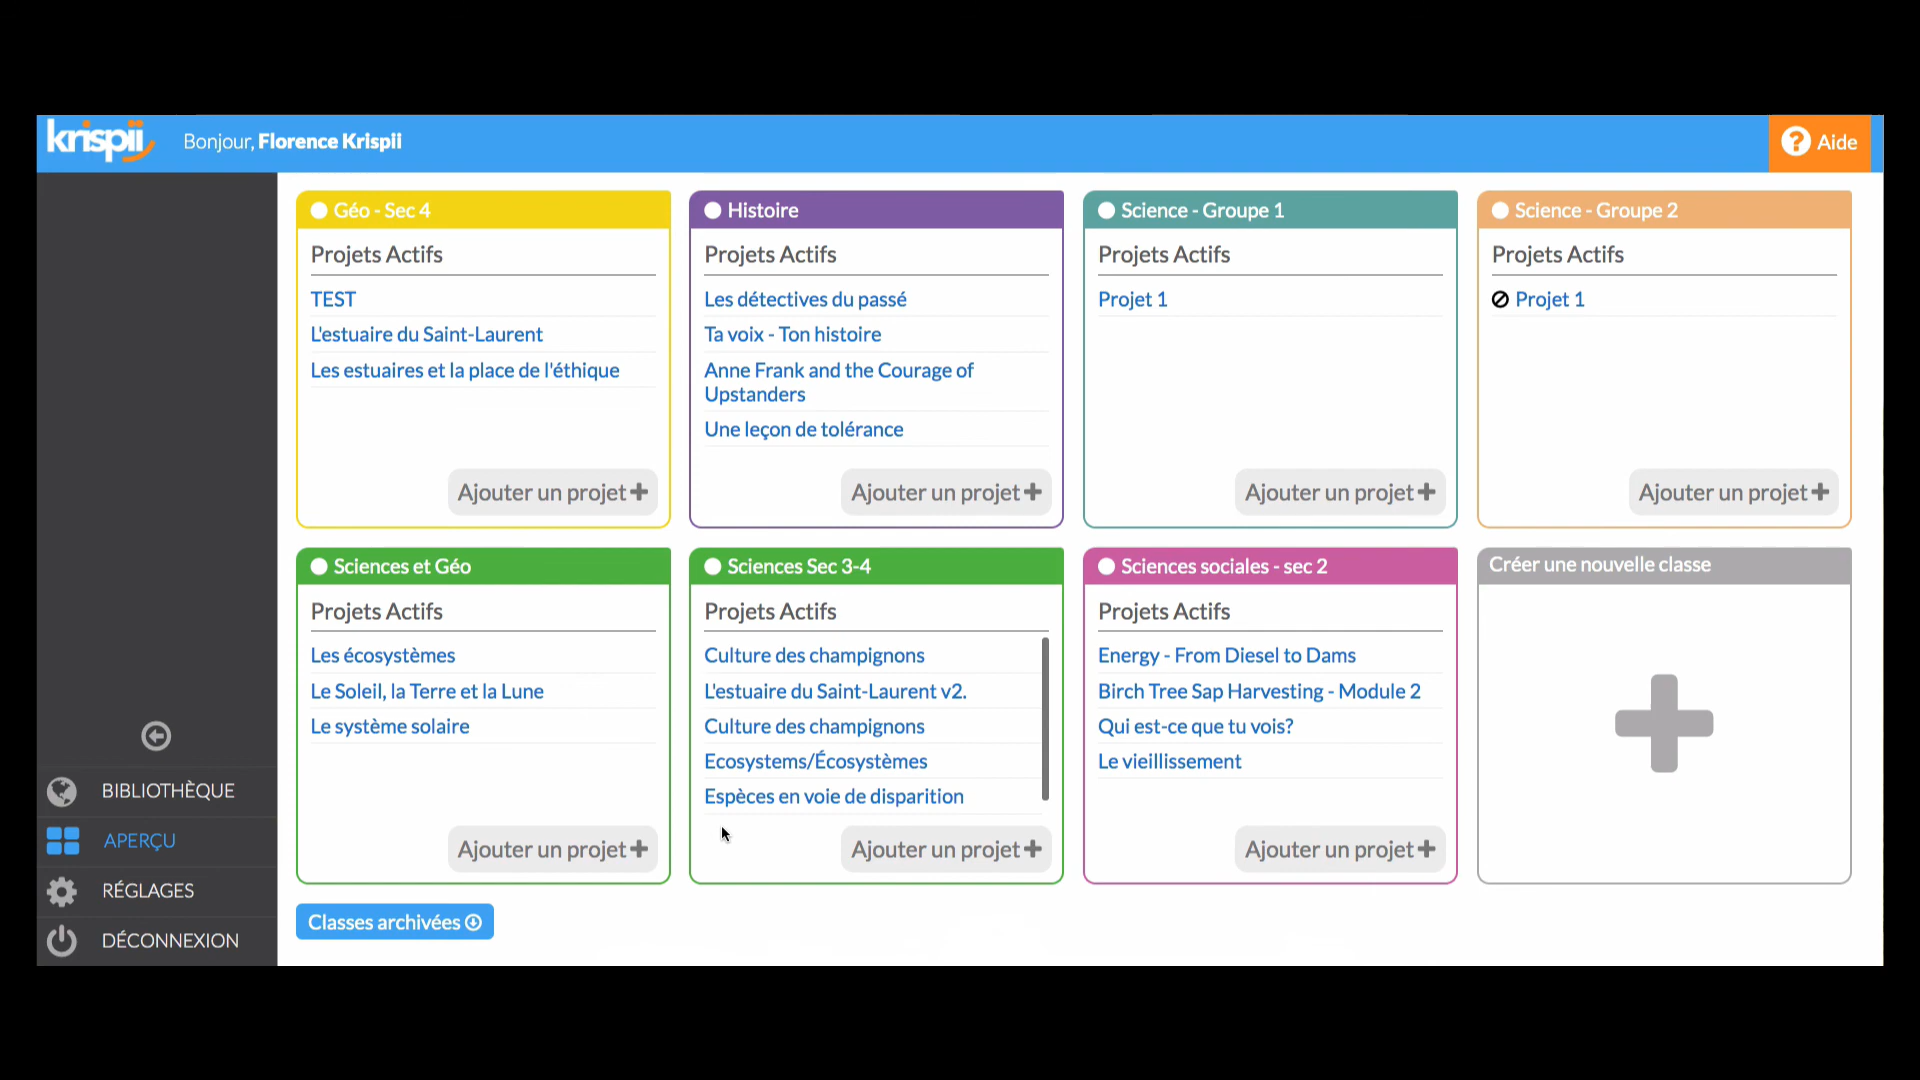 krispii
Bonjour, Florence Krispii
? Aide
Géo - Sec 4
Projets Actifs
TEST
L'estuaire du Saint-Laurent
Les estuaires et la place de l'éthique
Ajouter un projet
Histoire
Projets Actifs
Les détectives du passé
Ta voix - Ton histoire
Anne Frank and the Courage of
Upstanders
Une leçon de tolérance
Ajouter un projet
Science - Groupe 1
Projets Actifs
Projet 1
Ajouter un projet
Science - Groupe 2
Projets Actifs
Projet 1
Ajouter un projet
Sciences et Géo
Projets Actifs
Les écosystèmes
Le Soleil, la Terre et la Lune
Le système solaire
Ajouter un projet
Sciences Sec 3-4
Projets Actifs
Culture des champignons
L'estuaire du Saint-Laurent v2.
Culture des champignons
Ecosystems/Écosystèmes
Espèces en voie de disparition
Ajouter un projet
Sciences sociales - sec 2
Projets Actifs
Energy - From Diesel to Dams
Birch Tree Sap Harvesting - Module 2
Qui est-ce que tu vois?
Le vieillissement
Ajouter un projet
Créer une nouvelle classe
BIBLIOTHÈQUE
APERÇU
RÉGLAGES
DÉCONNEXION
Classes archivées